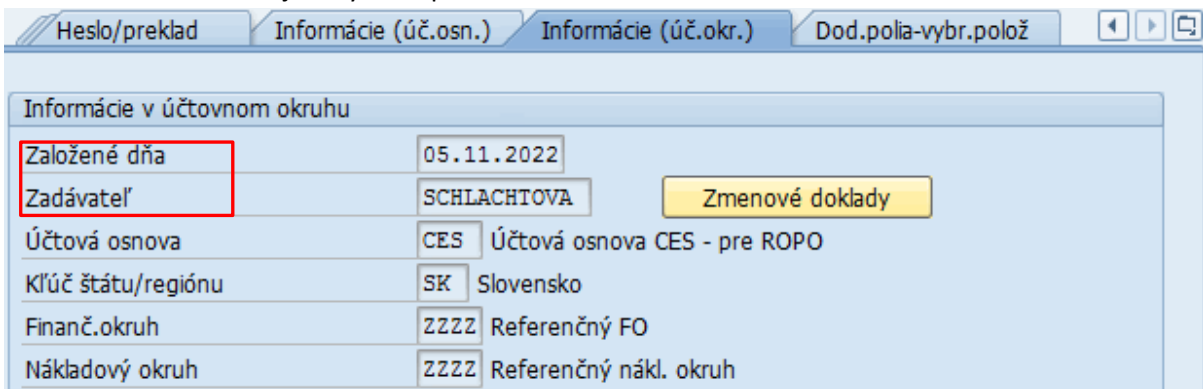 Heslo/preklad Informácie (úč.osn.) Informácie (úč.okr.) Dod.polia-vybr.polož
Informácie v účtovnom okruhu
Založené dňa 05.11.2022
Zadávateľ SCHLACHTOVA Zmenové doklady
Účtová osnova CES Účtová osnova CES - pre ROPO
Kľúč štátu/regiónu SK Slovensko
Finanč.okruh ZZZZ Referenčný FO
Nákladový okruh ZZZZ Referenčný nákl. okruh